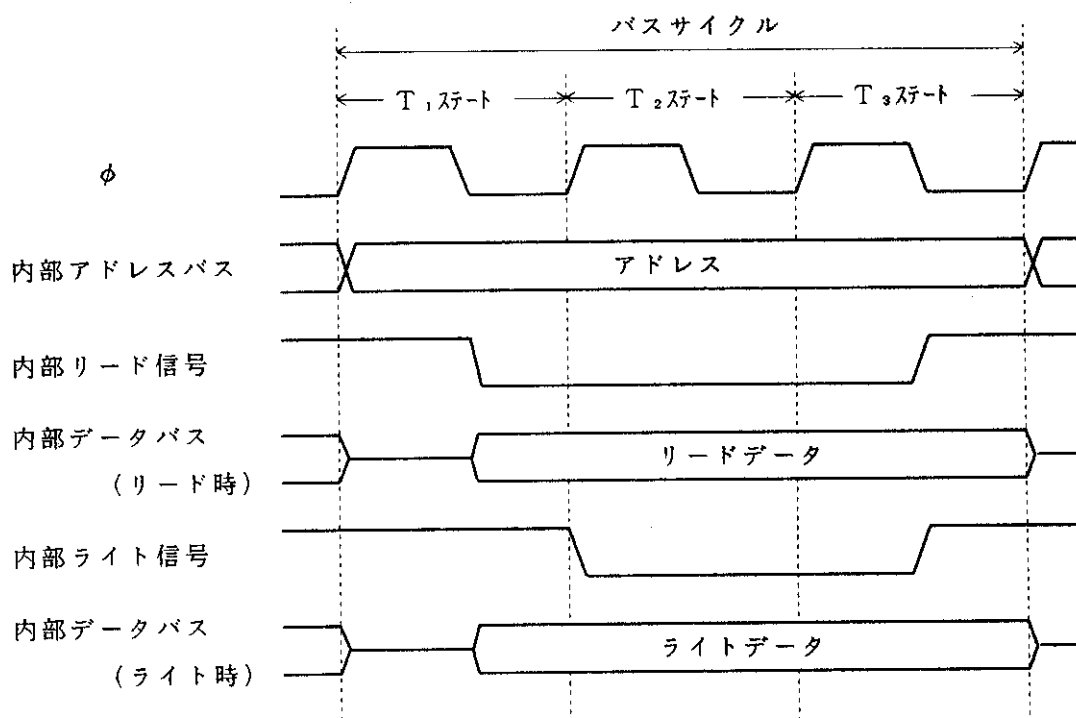 バスサイクル
T₁ステート
T₂ステート
T₃ステート
φ
内部アドレスバス
アドレス
内部リード信号
内部データバス
(リード時)
リードデータ
内部ライト信号
内部データバス
(ライト時)
ライトデータ